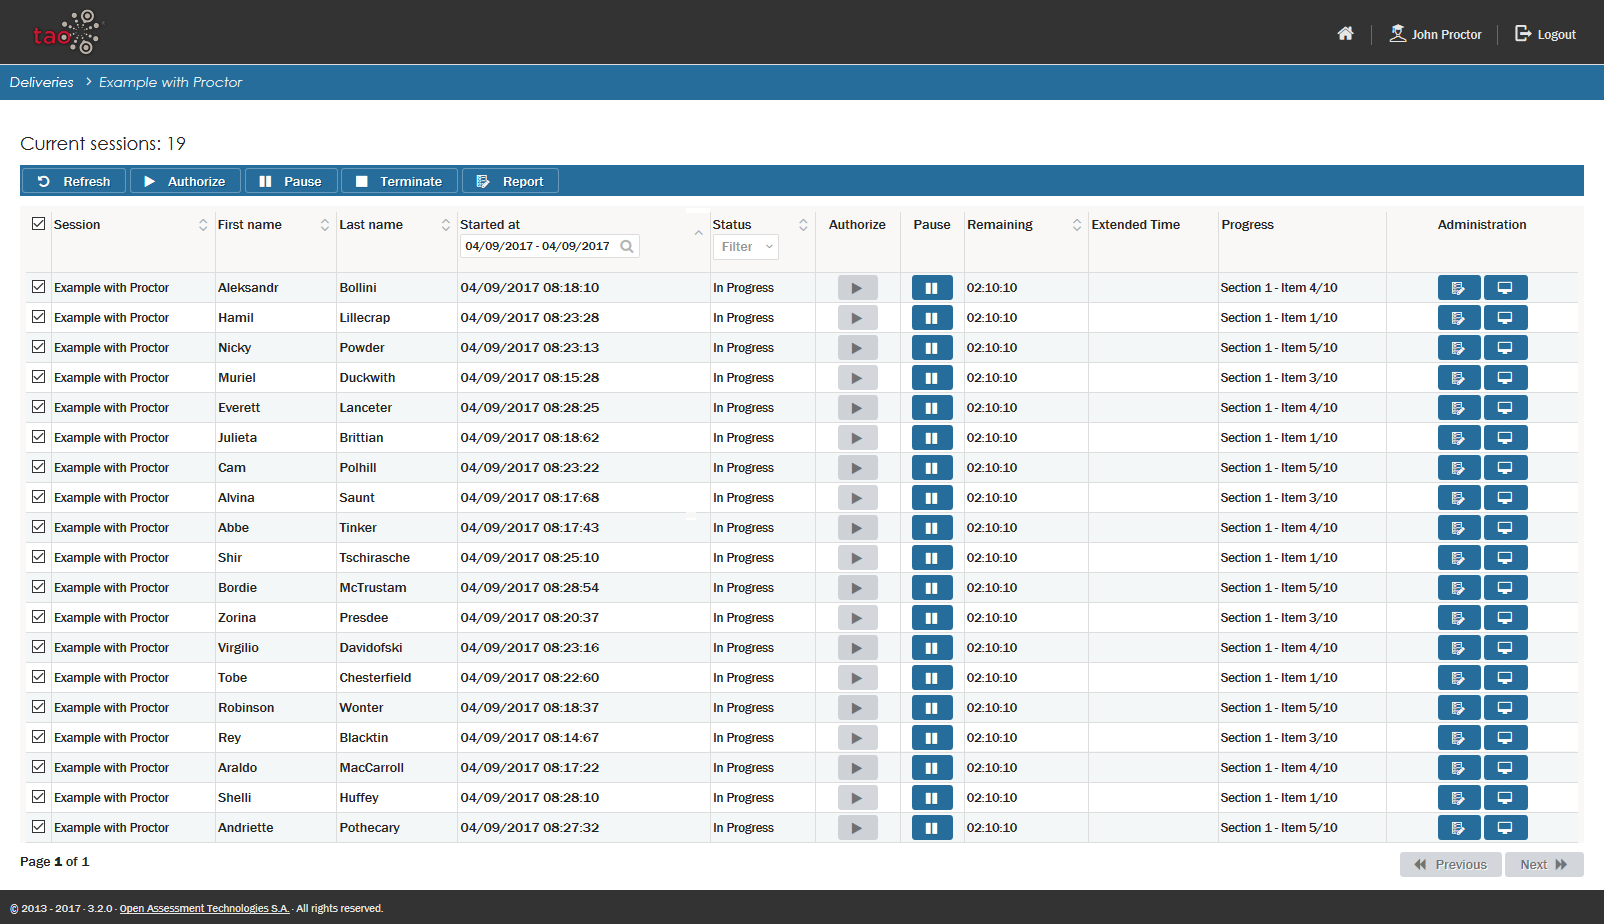 tao
John Proctor
Logout
Deliveries > Example with Proctor
Current sessions: 19
Refresh Authorize Pause Terminate Report
Session First name Last name Started at Status Authorize Pause Remaining Extended Time Progress Administration
04/09/2017 - 04/09/2017 Filter
Example with Proctor Aleksandr Bollini 04/09/2017 08:18:10 In Progress 02:10:10 Section 1 - Item 4/10
Example with Proctor Hamil Lillecrap 04/09/2017 08:23:28 In Progress 02:10:10 Section 1 - Item 1/10
Example with Proctor Nicky Powder 04/09/2017 08:23:13 In Progress 02:10:10 Section 1 - Item 5/10
Example with Proctor Muriel Duckwith 04/09/2017 08:15:28 In Progress 02:10:10 Section 1 - Item 3/10
Example with Proctor Everett Lanceter 04/09/2017 08:28:25 In Progress 02:10:10 Section 1 - Item 4/10
Example with Proctor Julieta Brittian 04/09/2017 08:18:62 In Progress 02:10:10 Section 1 - Item 1/10
Example with Proctor Cam Polhill 04/09/2017 08:23:22 In Progress 02:10:10 Section 1 - Item 5/10
Example with Proctor Alvina Saunt 04/09/2017 08:17:68 In Progress 02:10:10 Section 1 - Item 3/10
Example with Proctor Abbe Tinker 04/09/2017 08:17:43 In Progress 02:10:10 Section 1 - Item 4/10
Example with Proctor Shir Tschirasche 04/09/2017 08:25:10 In Progress 02:10:10 Section 1 - Item 1/10
Example with Proctor Bordie McTrustam 04/09/2017 08:28:54 In Progress 02:10:10 Section 1 - Item 5/10
Example with Proctor Zorina Presdee 04/09/2017 08:20:37 In Progress 02:10:10 Section 1 - Item 3/10
Example with Proctor Virgilio Davidofski 04/09/2017 08:23:16 In Progress 02:10:10 Section 1 - Item 4/10
Example with Proctor Tobe Chesterfield 04/09/2017 08:22:60 In Progress 02:10:10 Section 1 - Item 1/10
Example with Proctor Robinson Wonter 04/09/2017 08:18:37 In Progress 02:10:10 Section 1 - Item 5/10
Example with Proctor Rey Blacktin 04/09/2017 08:14:67 In Progress 02:10:10 Section 1 - Item 3/10
Example with Proctor Araldo MacCarroll 04/09/2017 08:17:22 In Progress 02:10:10 Section 1 - Item 4/10
Example with Proctor Shelli Huffey 04/09/2017 08:28:10 In Progress 02:10:10 Section 1 - Item 1/10
Example with Proctor Andriette Pothecary 04/09/2017 08:27:32 In Progress 02:10:10 Section 1 - Item 5/10
Page 1 of 1
Previous Next
© 2013 - 2017 · 3.2.0 · Open Assessment Technologies S.A. · All rights reserved.